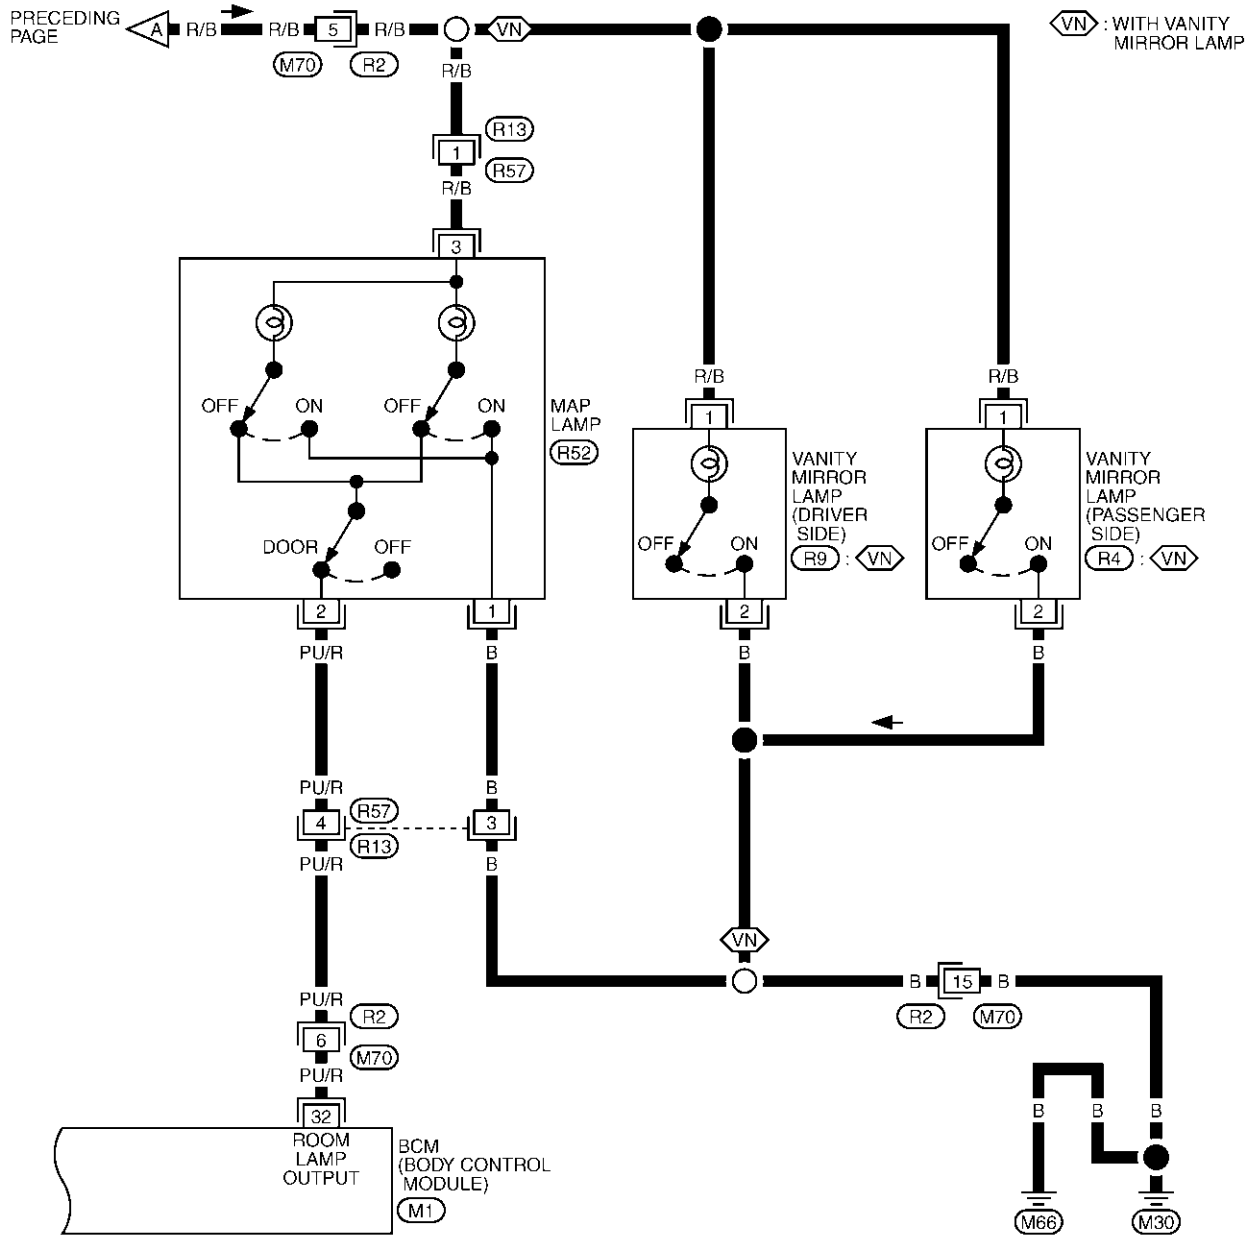 PRECEDING
PAGE
A
R/B
R/B
5
R/B
M70
R2
VN
VN : WITH VANITY
MIRROR LAMP
R/B
R13
1
R57
R/B
3
OFF
ON
OFF
ON
MAP
LAMP
R52
DOOR
OFF
2
1
PU/R
B
R/B
1
VANITY
MIRROR
LAMP
(DRIVER
SIDE)
R9 : VN
OFF
ON
2
B
R/B
1
VANITY
MIRROR
LAMP
(PASSENGER
SIDE)
R4 : VN
OFF
ON
2
B
PU/R
B
4
R57
3
R13
PU/R
B
VN
PU/R
R2
6
M70
PU/R
B
15
B
R2
M70
32
ROOM
LAMP
OUTPUT
BCM
(BODY CONTROL
MODULE)
M1
B
B
B
M66
M30